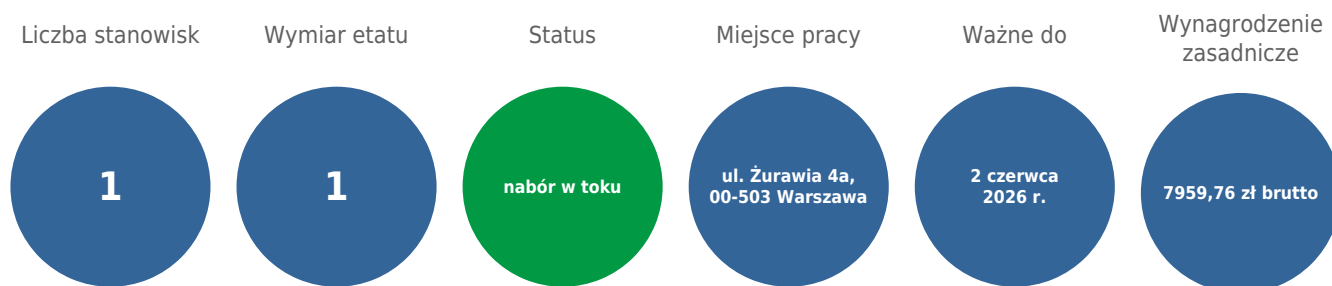 Liczba stanowisk
1
Wymiar etatu
1
Status
nabór w toku
Miejsce pracy
ul. Żurawia 4a,
00-503 Warszawa
Ważne do
2 czerwca
2026 r.
Wynagrodzenie
zasadnicze
7959,76 zł brutto